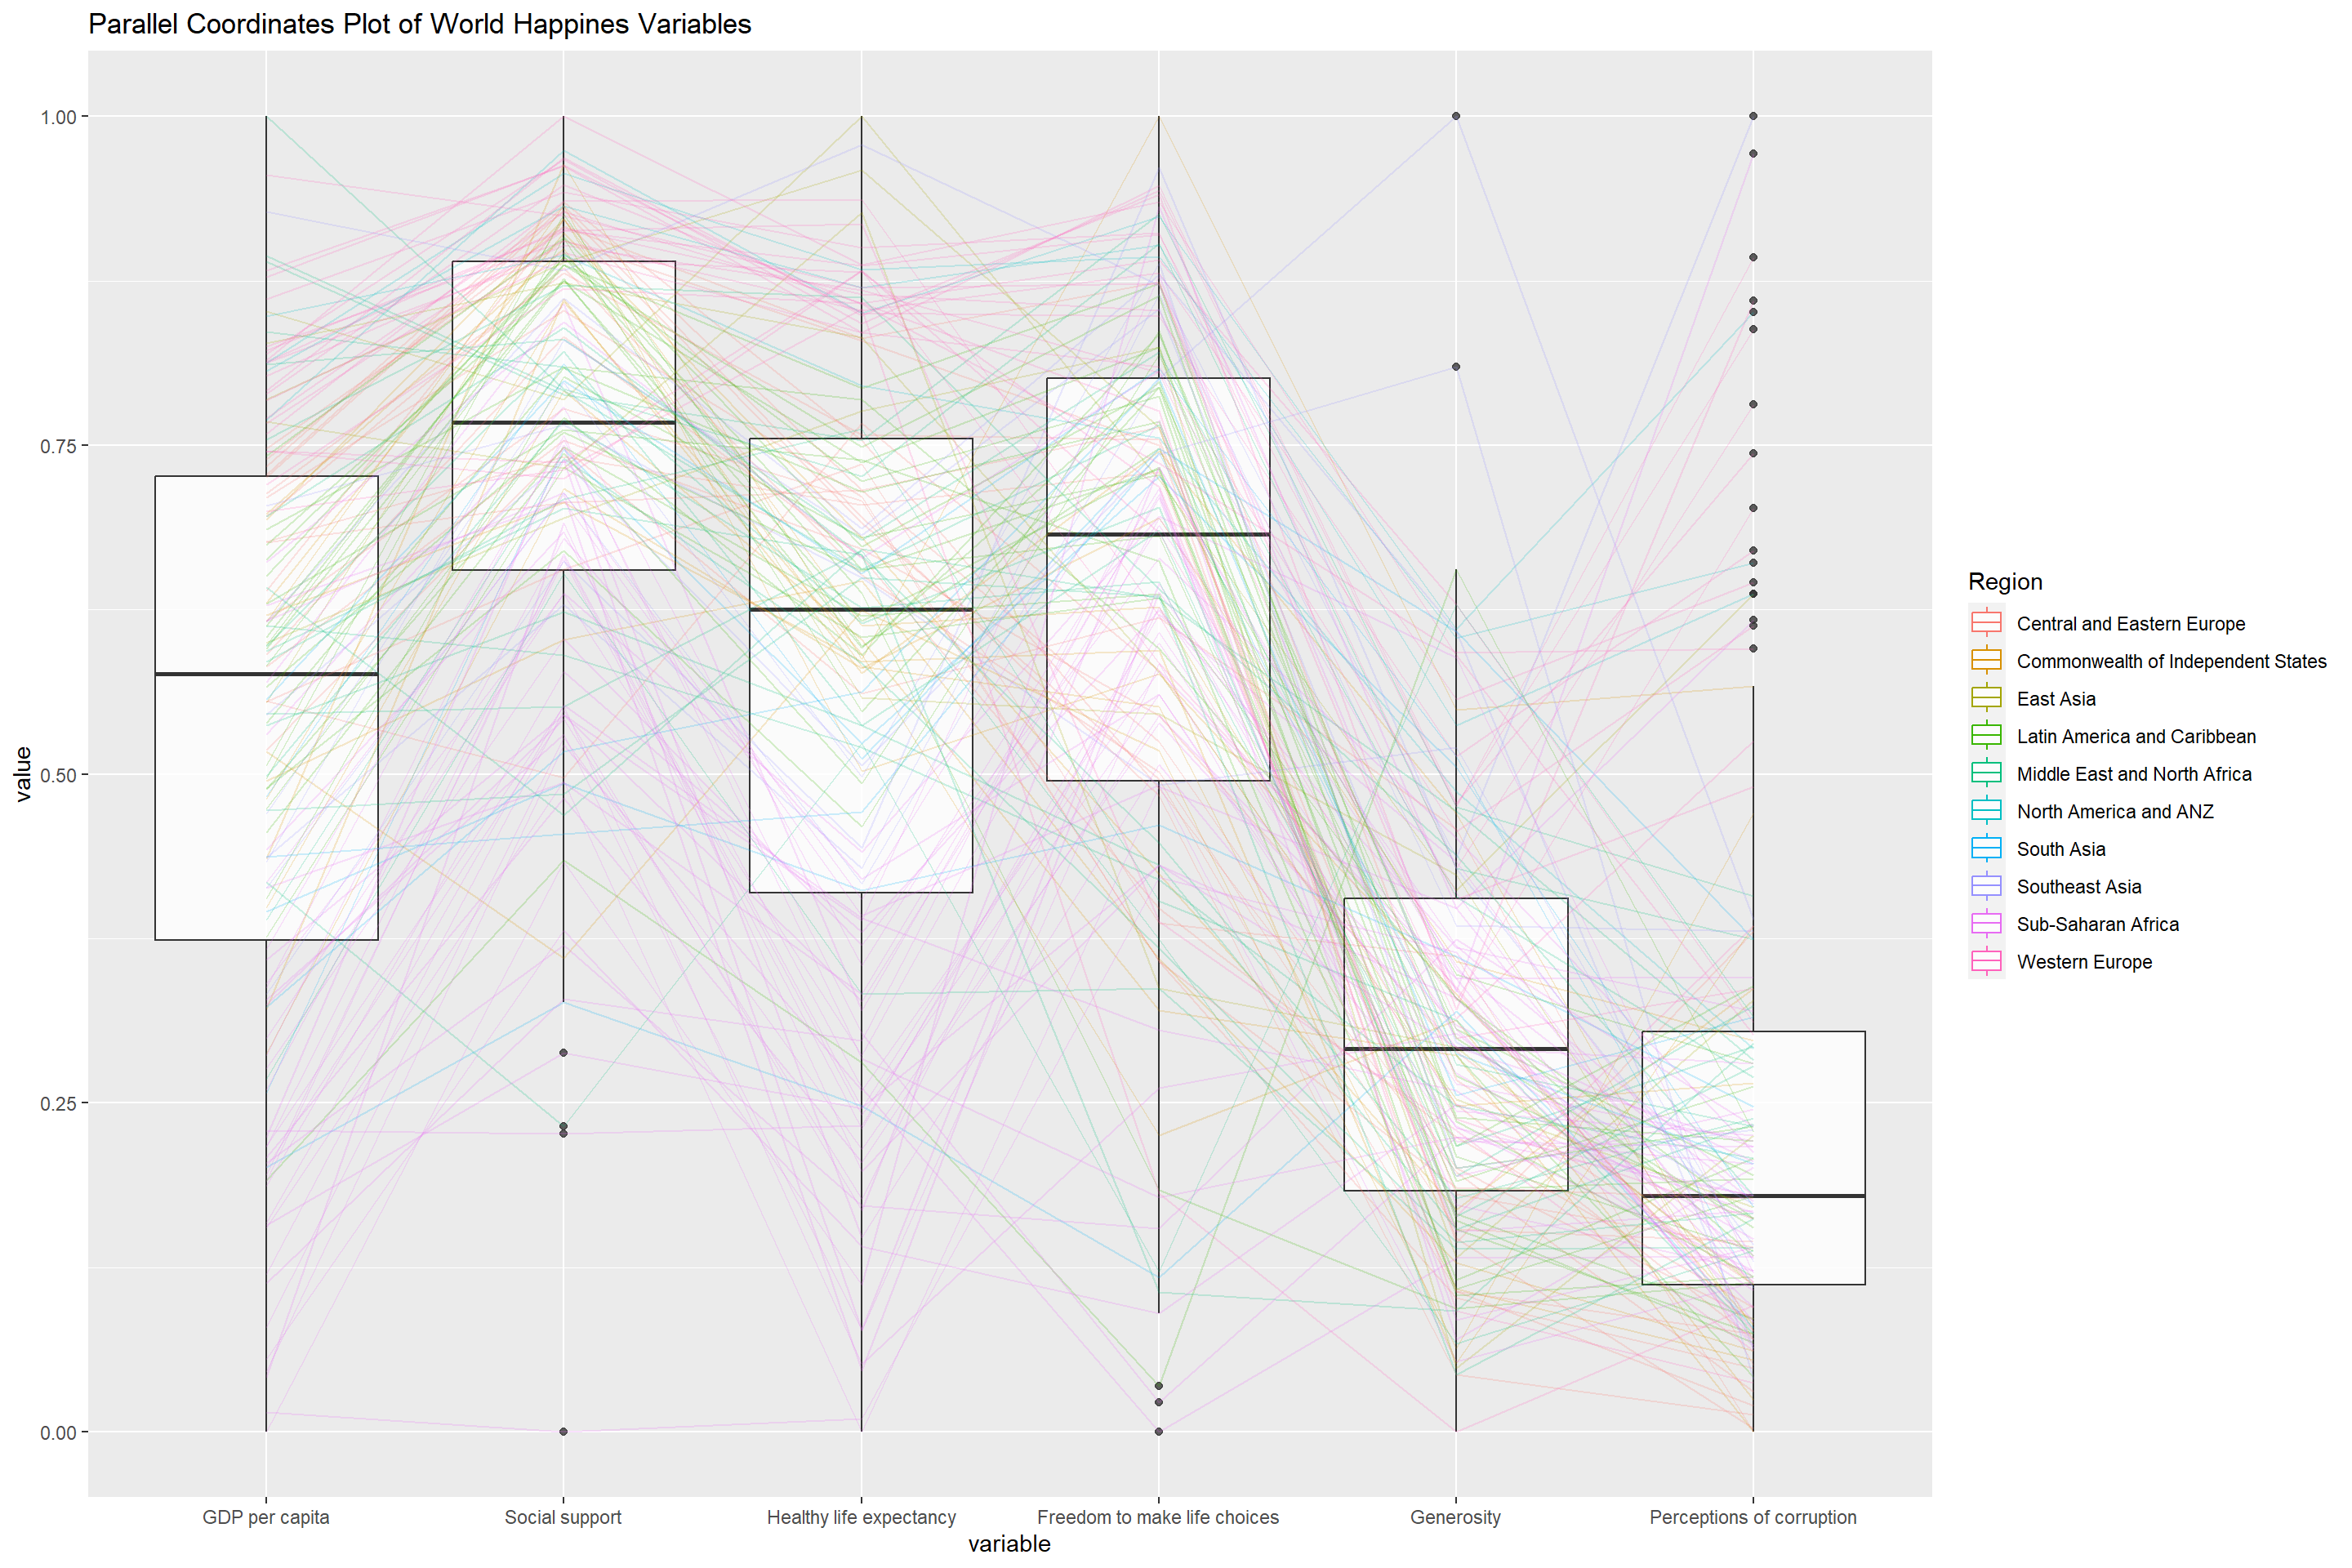 Parallel Coordinates Plot of World Happines Variables
1.00
0.75
0.50
0.25
0.00
value
GDP per capita
Social support
Healthy life expectancy
Freedom to make life choices
Generosity
Perceptions of corruption
variable
Region
Central and Eastern Europe
Commonwealth of Independent States
East Asia
Latin America and Caribbean
Middle East and North Africa
North America and ANZ
South Asia
Southeast Asia
Sub-Saharan Africa
Western Europe